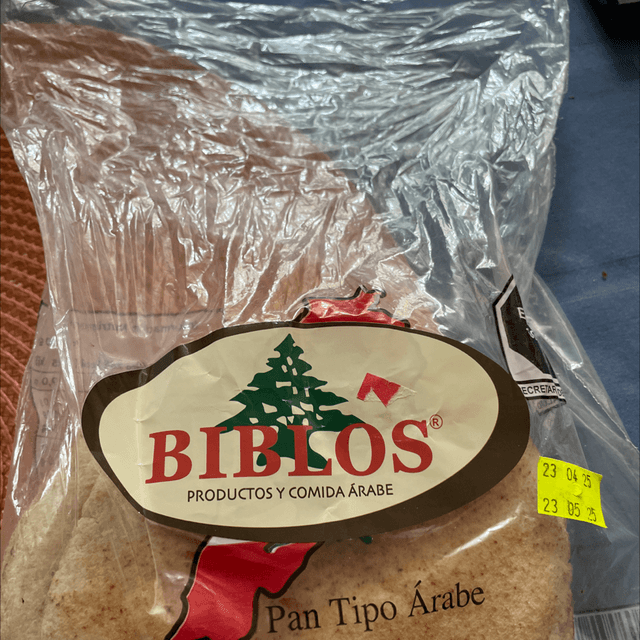 BIBLOS®
PRODUCTOS Y COMIDA ÁRABE
23 04 25
23 05 25
Pan Tipo Árabe